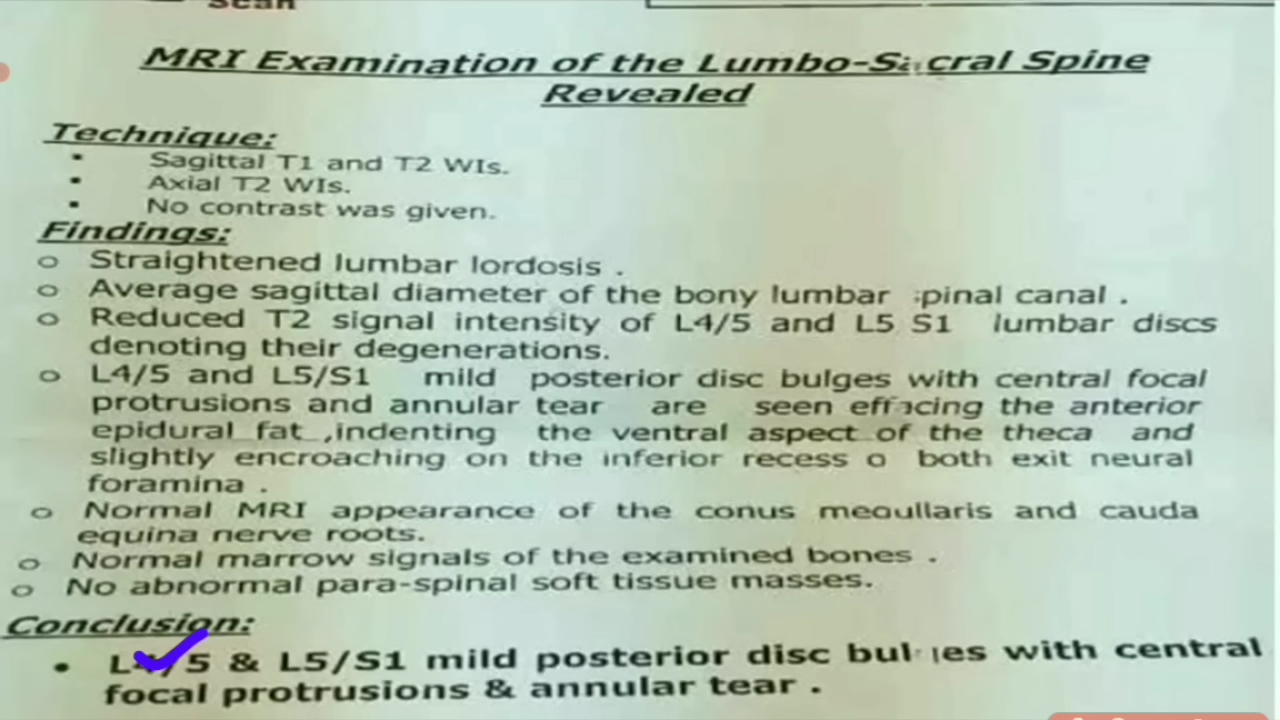 Scan
MRI Examination of the Lumbo-Sacral Spine
Revealed
Technique:
• Sagittal T1 and T2 WIs.
• Axial T2 WIs.
• No contrast was given.
Findings:
o Straightened lumbar lordosis .
o Average sagittal diameter of the bony lumbar spinal canal .
o Reduced T2 signal intensity of L4/5 and L5 S1 lumbar discs
denoting their degenerations.
o L4/5 and L5/S1 mild posterior disc bulges with central focal
protrusions and annular tear are seen effacing the anterior
epidural fat ,indenting the ventral aspect of the theca and
slightly encroaching on the inferior recess o both exit neural
foramina .
o Normal MRI appearance of the conus medullaris and cauda
equina nerve roots.
o Normal marrow signals of the examined bones .
o No abnormal para-spinal soft tissue masses.
Conclusion:
• L4/5 & L5/S1 mild posterior disc bulges with central
focal protrusions & annular tear .